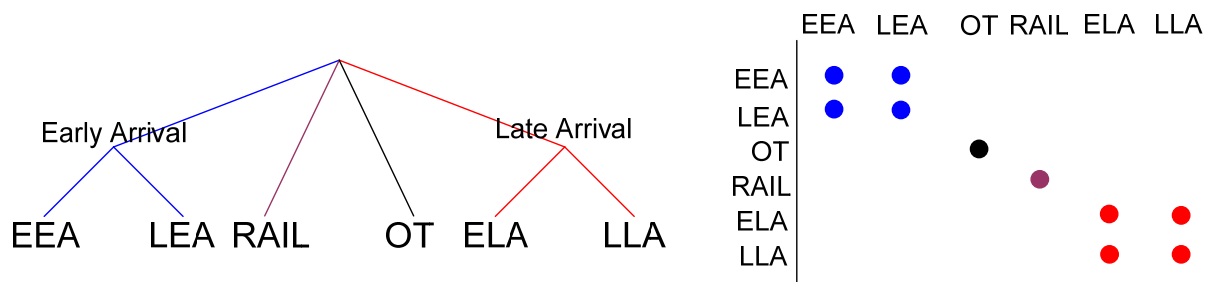 Early Arrival
Late Arrival
EEA LEA RAIL OT ELA LLA
EEA LEA OT RAIL ELA LLA
EEA
LEA
OT
RAIL
ELA
LLA